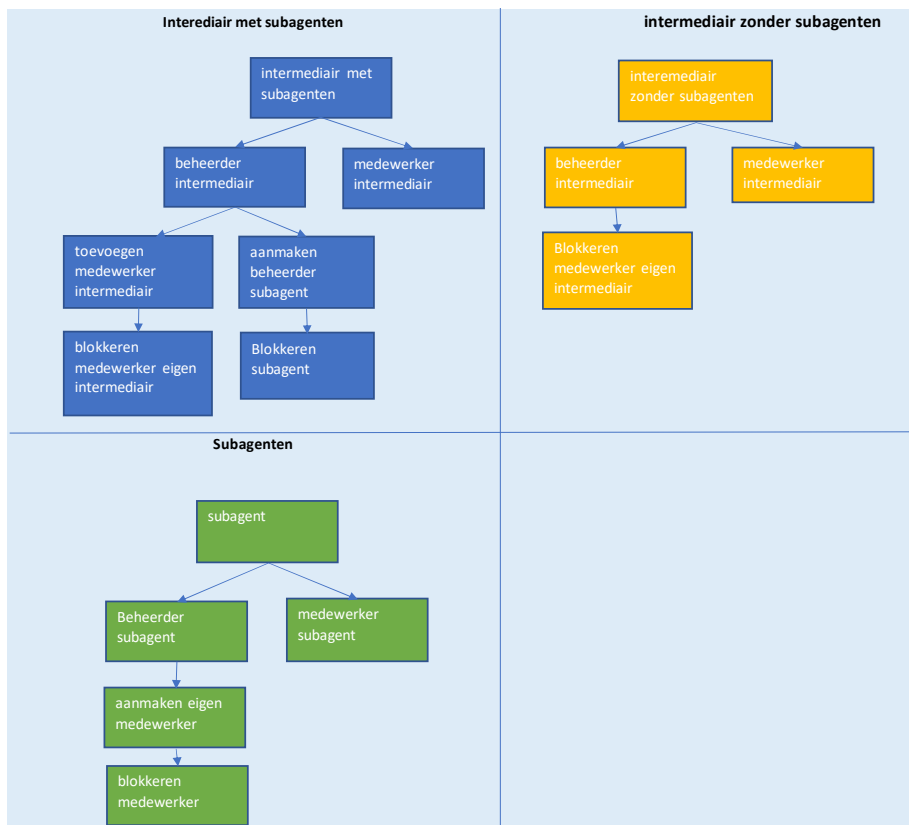 Interediair met subagenten
intermediair met
subagenten
beheerder
intermediair
medewerker
intermediair
toevoegen
medewerker
intermediair
aanmaken
beheerder
subagent
blokkeren
medewerker eigen
intermediair
Blokkeren
subagent
intermediair zonder subagenten
interemediair
zonder subagenten
beheerder
intermediair
medewerker
intermediair
Blokkeren
medewerker eigen
intermediair
Subagenten
subagent
Beheerder
subagent
medewerker
subagent
aanmaken eigen
medewerker
blokkeren
medewerker